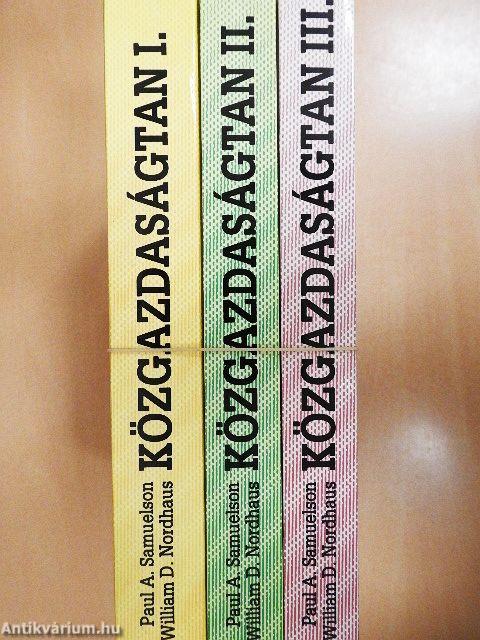 Paul A. Samuelson
William D. Nordhaus
KÖZGAZDASÁGTAN I.
Paul A. Samuelson
William D. Nordhaus
KÖZGAZDASÁGTAN II.
Paul A. Samuelson
William D. Nordhaus
KÖZGAZDASÁGTAN III.
Antikvárium.hu